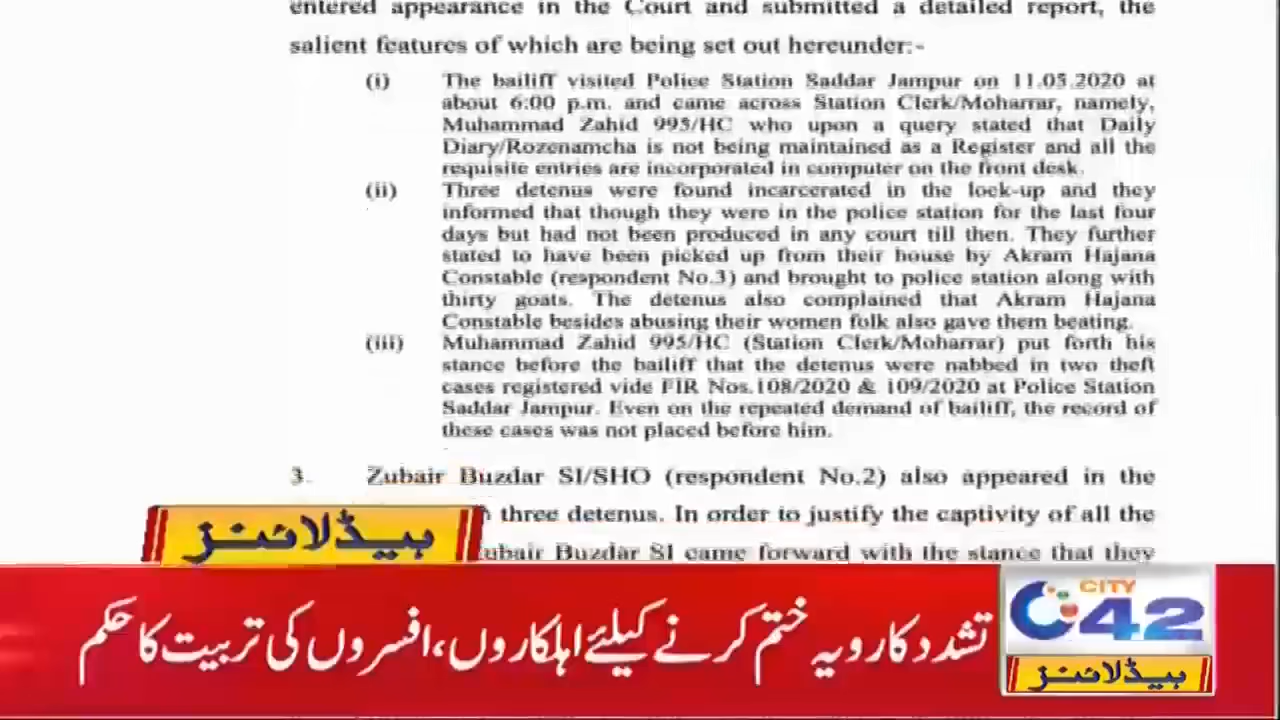 entered appearance in the Court and submitted a detailed report, the
salient features of which are being set out hereunder:-
(i) The bailiff visited Police Station Saddar Jampur on 11.05.2020 at
about 6:00 p.m. and came across Station Clerk/Moharrar, namely,
Muhammad Zahid 995/HC who upon a query stated that Daily
Diary/Rozenamcha is not being maintained as a Register and all the
requisite entries are incorporated in computer on the front desk.
(ii) Three detenus were found incarcerated in the lock-up and they
informed that though they were in the police station for the last four
days but had not been produced in any court till then. They further
stated to have been picked up from their house by Akram Hajana
Constable (respondent No.3) and brought to police station along with
thirty goats. The detenus also complained that Akram Hajana
Constable besides abusing their women folk also gave them beating.
(iii) Muhammad Zahid 995/HC (Station Clerk/Moharrar) put forth his
stance before the bailiff that the detenus were nabbed in two theft
cases registered vide FIR Nos.108/2020 & 109/2020 at Police Station
Saddar Jampur. Even on the repeated demand of bailiff, the record of
these cases was not placed before him.
3. Zubair Buzdar SI/SHO (respondent No.2) also appeared in the
three detenus. In order to justify the captivity of all the
Buzdar SI came forward with the stance that they
ہیڈلائنز
تشدد کا رویہ ختم کرنے کیلئے اہلکاروں، افسروں کی تربیت کا حکم
CITY
42
ہیڈلائنز